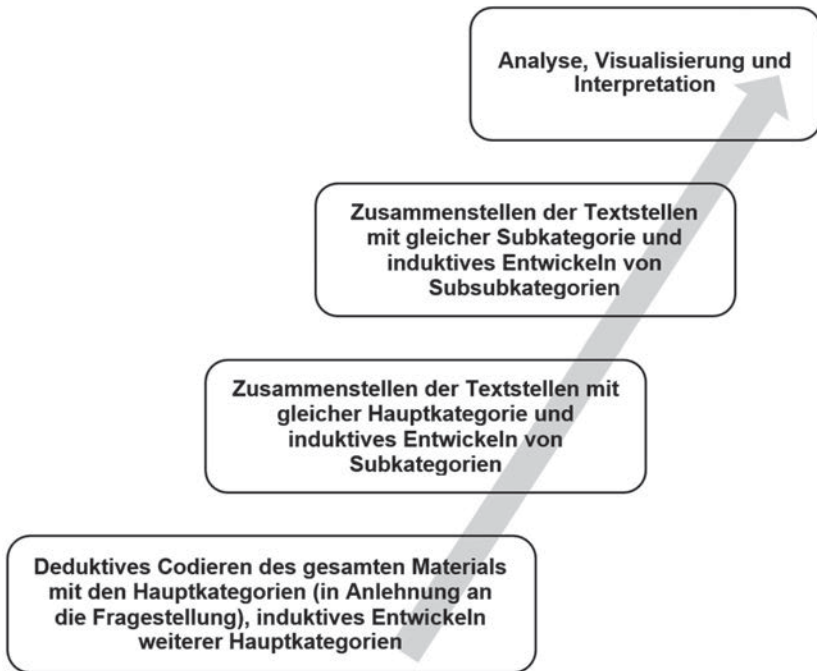 Analyse, Visualisierung und
Interpretation
Zusammenstellen der Textstellen
mit gleicher Subkategorie und
induktives Entwickeln von
Subsubkategorien
Zusammenstellen der Textstellen mit
gleicher Hauptkategorie und
induktives Entwickeln von
Subkategorien
Deduktives Codieren des gesamten Materials
mit den Hauptkategorien (in Anlehnung an
die Fragestellung), induktives Entwickeln
weiterer Hauptkategorien